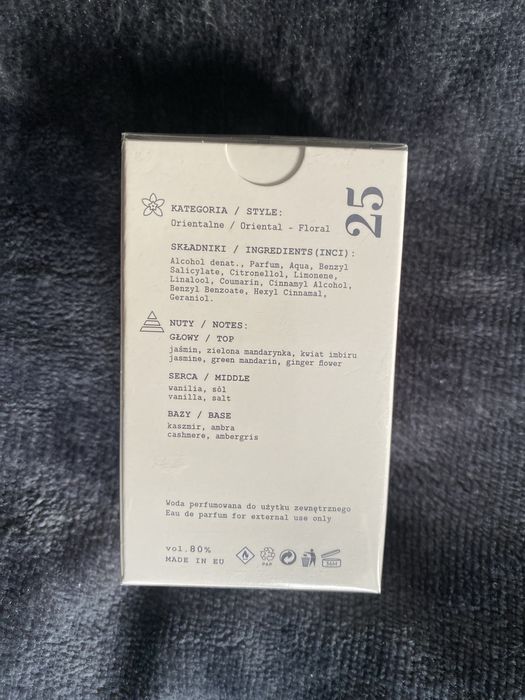 25
KATEGORIA / STYLE:
Orientalne / Oriental - Floral
SKŁADNIKI / INGREDIENTS(INCI):
Alcohol denat., Parfum, Aqua, Benzyl
Salicylate, Citronellol, Limonene,
Linalool, Coumarin, Cinnamyl Alcohol,
Benzyl Benzoate, Hexyl Cinnamal,
Geraniol.
NUTY / NOTES:
GŁOWY / TOP
jaśmin, zielona mandarynka, kwiat imbiru
jasmine, green mandarin, ginger flower
SERCA / MIDDLE
wanilia, sól
vanilla, salt
BAZY / BASE
kaszmir, ambra
cashmere, ambergris
Woda perfumowana do użytku zewnętrznego
Eau de parfum for external use only
vol.80%
MADE IN EU
PAP
36M